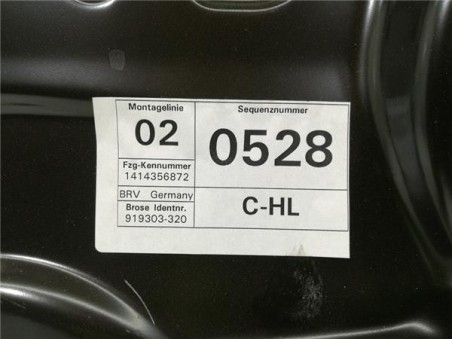 Montagelinie
02
Sequenznummer
0528
Fzg-Kennummer
1414356872
BRV Germany
Brose Identnr.
919303-320
C-HL